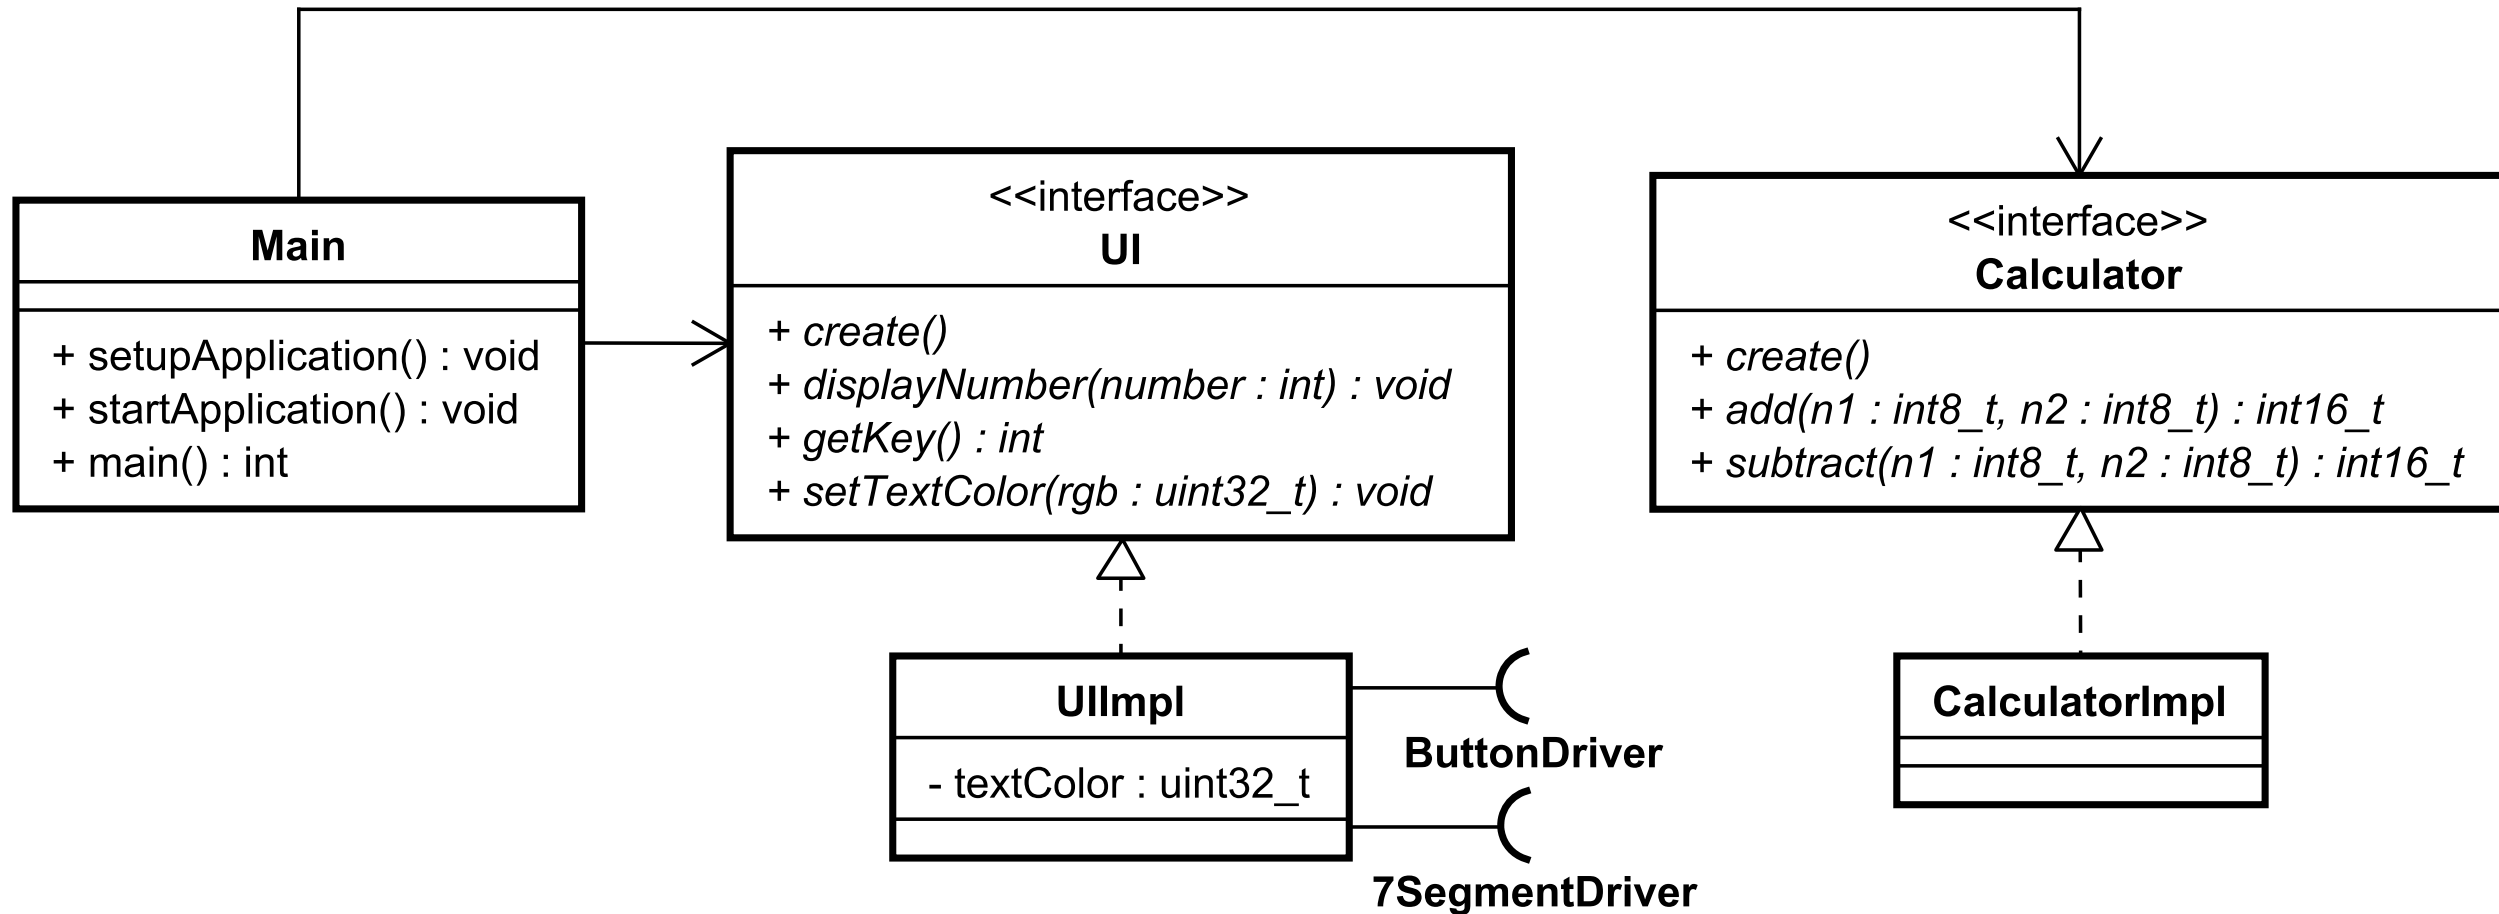 Main
+ setupApplication() : void
+ startApplication() : void
+ main() : int
<<interface>>
UI
+ create()
+ displayNumber(number : int) : void
+ getKey() : int
+ setTextColor(rgb : uint32_t) : void
<<interface>>
Calculator
+ create()
+ add(n1 : int8_t, n2 : int8_t) : int16_t
+ subtract(n1 : int8_t, n2 : int8_t) : int16_t
UIImpl
- textColor : uint32_t
ButtonDriver
7SegmentDriver
CalculatorImpl